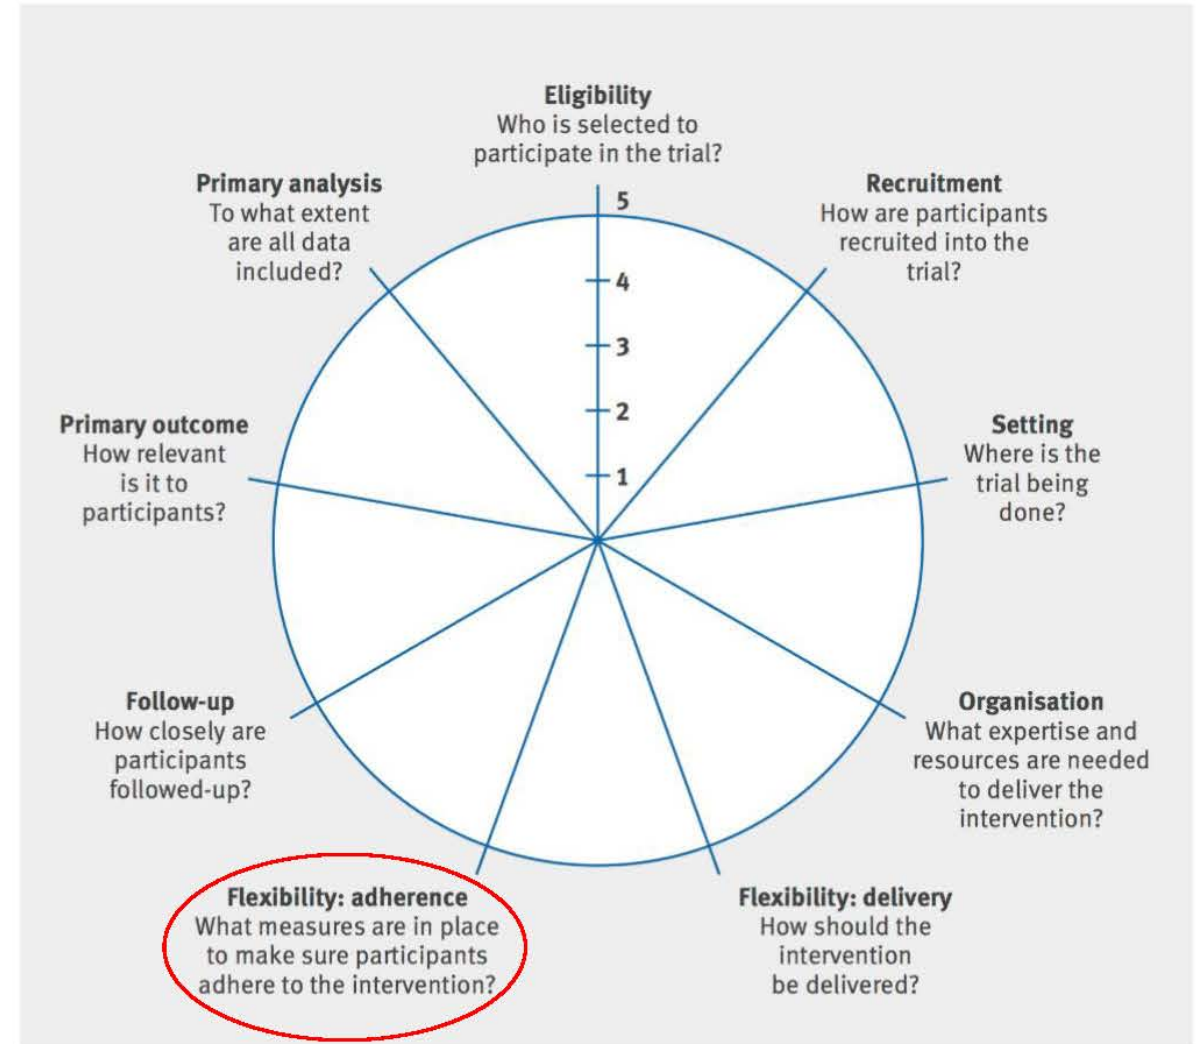 Eligibility
Who is selected to
participate in the trial?
Primary analysis
To what extent
are all data
included?
Recruitment
How are participants
recruited into the
trial?
5
4
3
2
1
Primary outcome
How relevant
is it to
participants?
Setting
Where is the
trial being
done?
Follow-up
How closely are
participants
followed-up?
Organisation
What expertise and
resources are needed
to deliver the
intervention?
Flexibility: adherence
What measures are in place
to make sure participants
adhere to the intervention?
Flexibility: delivery
How should the
intervention
be delivered?